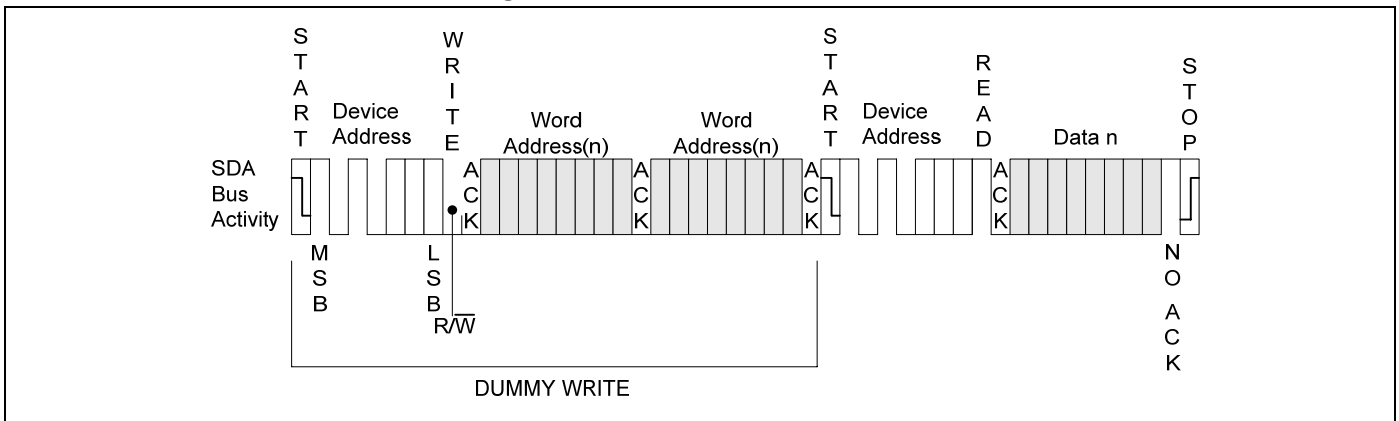 START
WRITE
START
READ
STOP
Device
Address
Word
Address(n)
Word
Address(n)
Device
Address
Data n
SDA
Bus
Activity
ACK
ACK
ACK
ACK
MSB
LSB
R/W̅
NO ACK
DUMMY WRITE